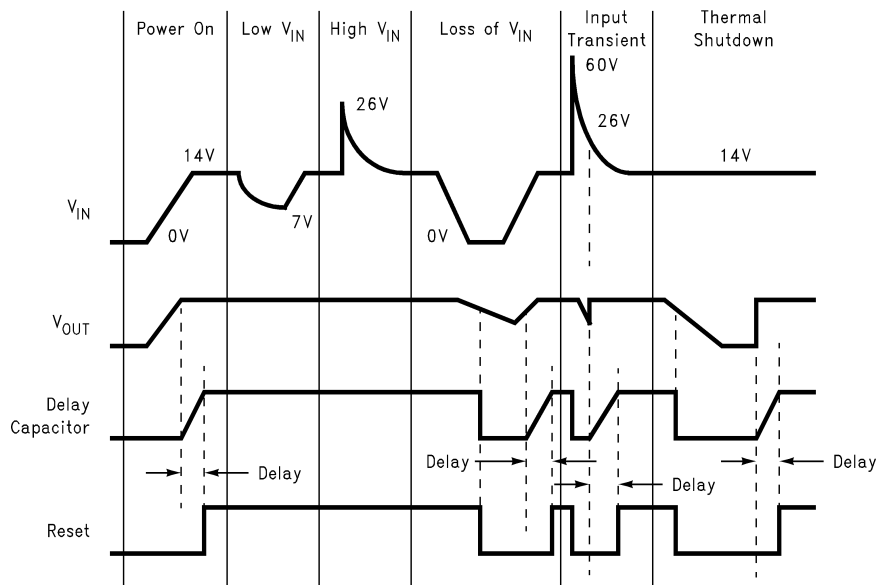 Power On
Low VIN
High VIN
Loss of VIN
Input
Transient
Thermal
Shutdown
60V
26V
26V
14V
14V
VIN
7V
0V
0V
VOUT
Delay
Capacitor
Delay
Delay
Delay
Delay
Reset